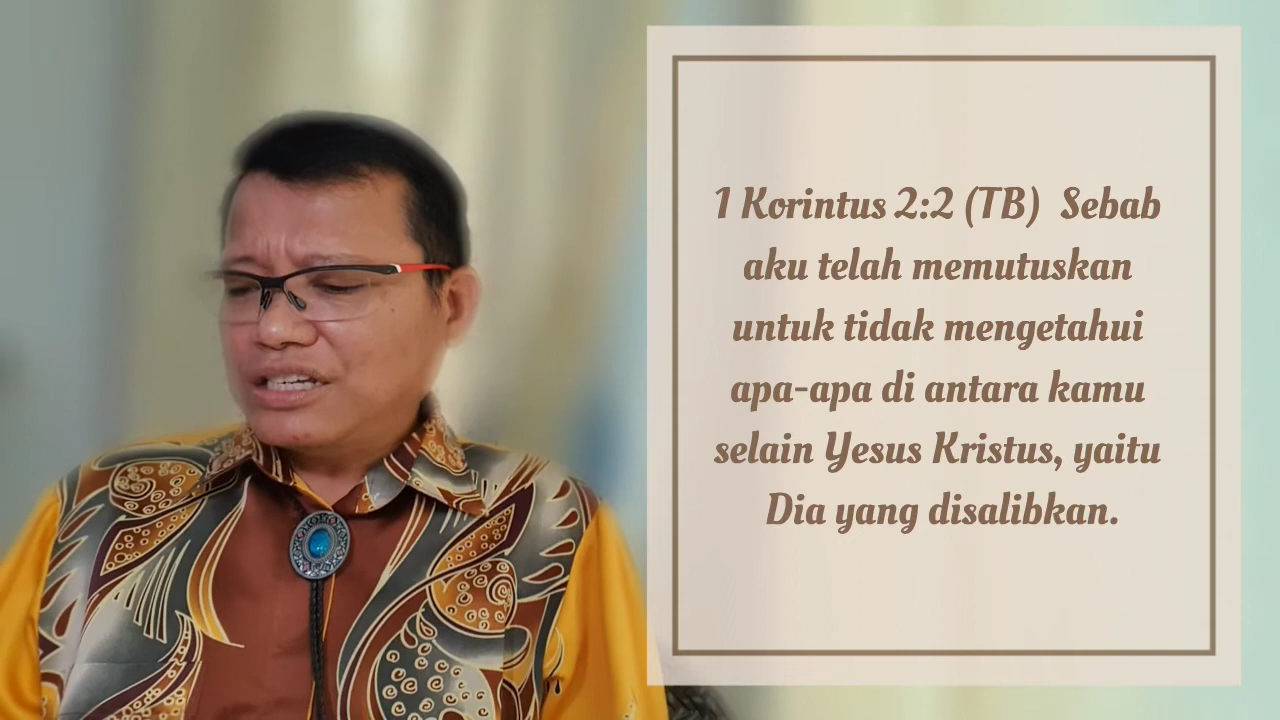 1 Korintus 2:2 (TB)  Sebab
aku telah memutuskan
untuk tidak mengetahui
apa-apa di antara kamu
selain Yesus Kristus, yaitu
Dia yang disalibkan.